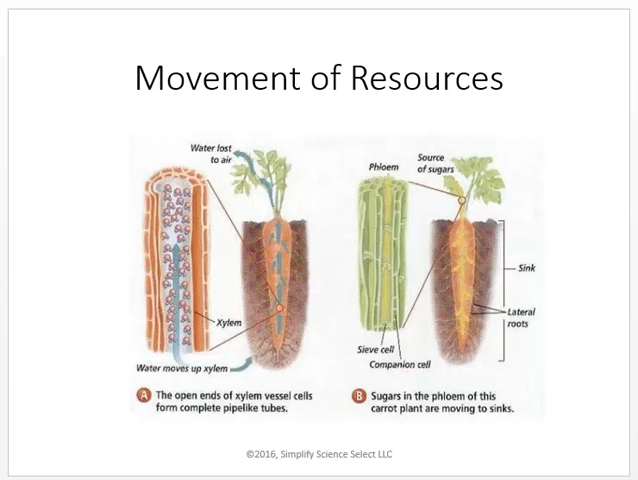 Movement of Resources
Water lost
to air
Xylem
Water moves up xylem
A The open ends of xylem vessel cells
form complete pipelike tubes.
Phloem
Source
of sugars
Sink
Lateral
roots
Sieve cell
Companion cell
B Sugars in the phloem of this
carrot plant are moving to sinks.
©2016, Simplify Science Select LLC